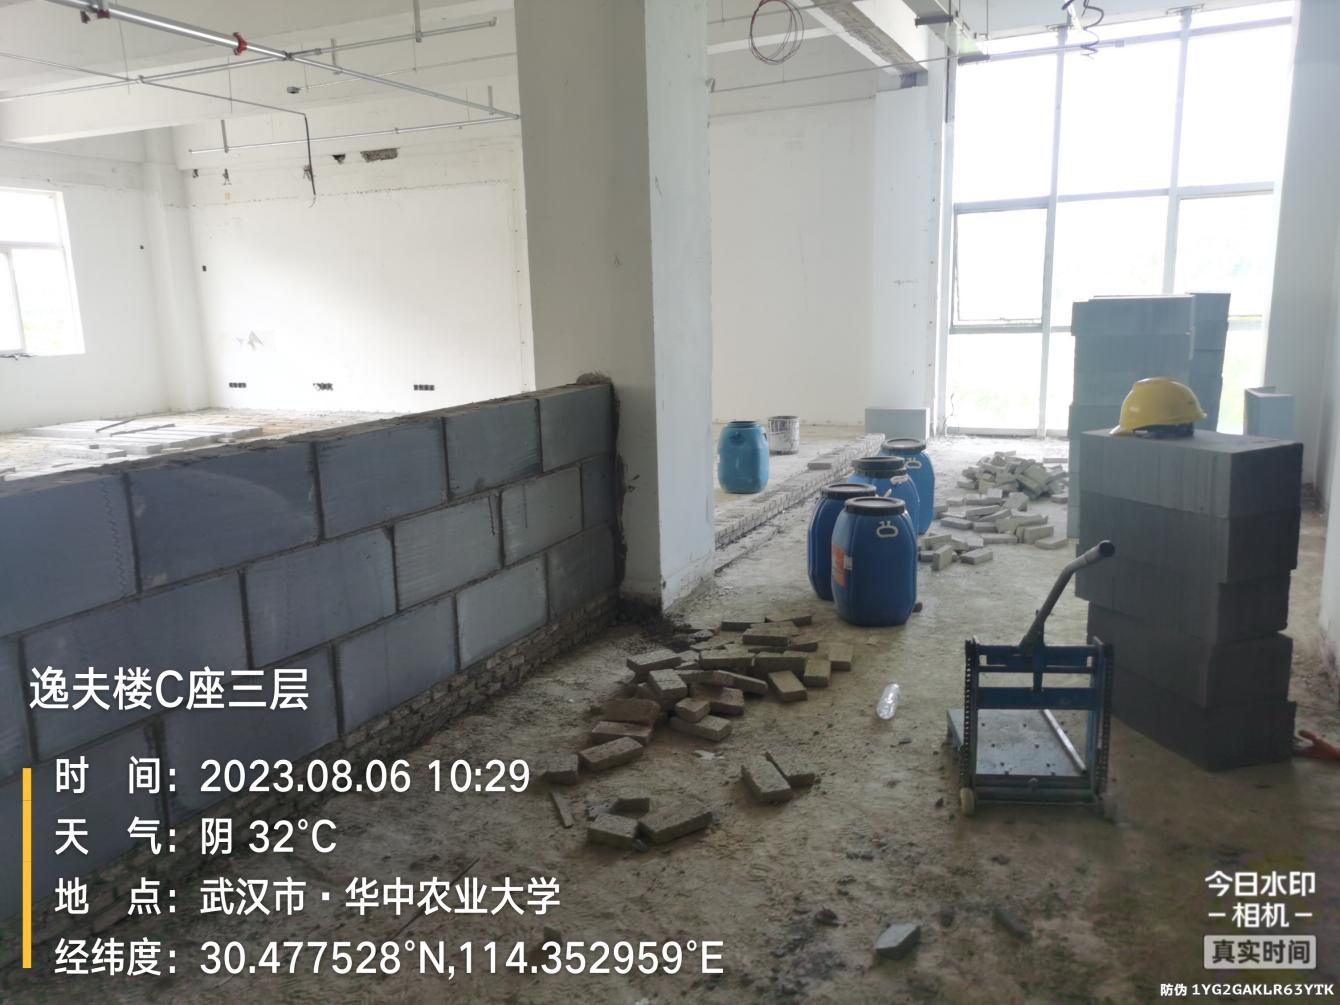 逸夫楼C座三层
时 间：2023.08.06 10:29
天 气：阴 32°C
地 点：武汉市·华中农业大学
经纬度：30.477528°N,114.352959°E
今日水印
－相机－
真实时间
防伪 1YG2GAKLR63YTK